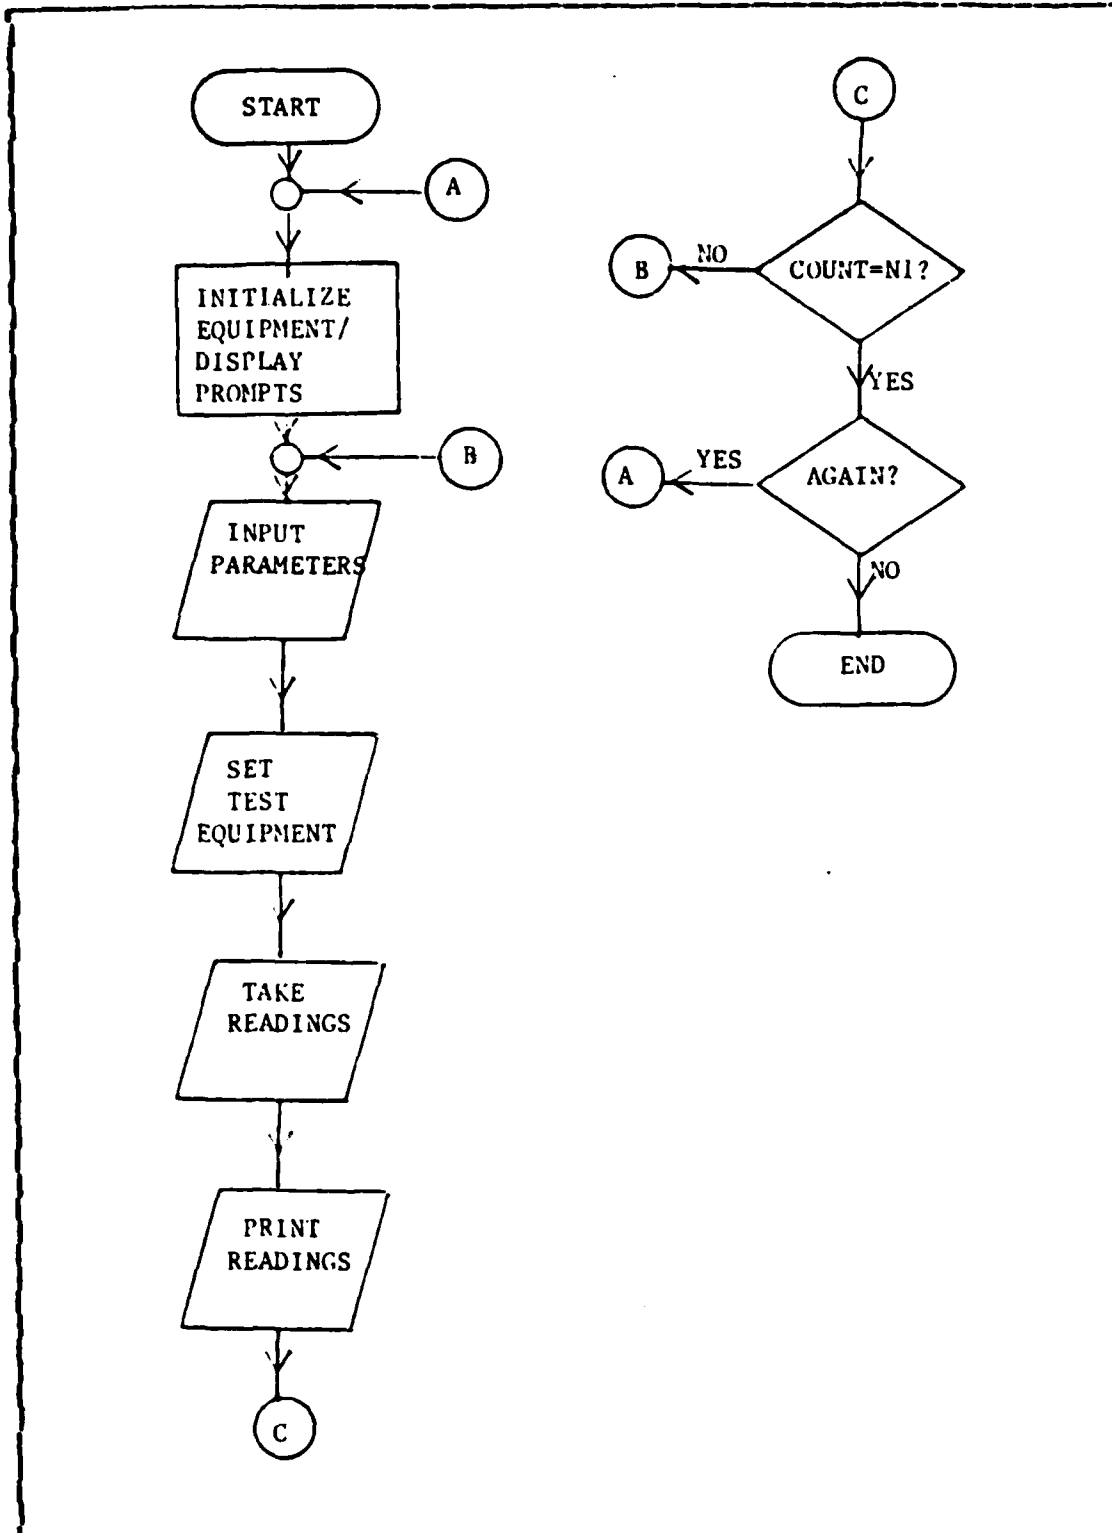 START
A
INITIALIZE
EQUIPMENT/
DISPLAY
PROMPTS
B
INPUT
PARAMETERS
SET
TEST
EQUIPMENT
TAKE
READINGS
PRINT
READINGS
C
C
COUNT=N1?
NO
B
YES
AGAIN?
YES
A
NO
END